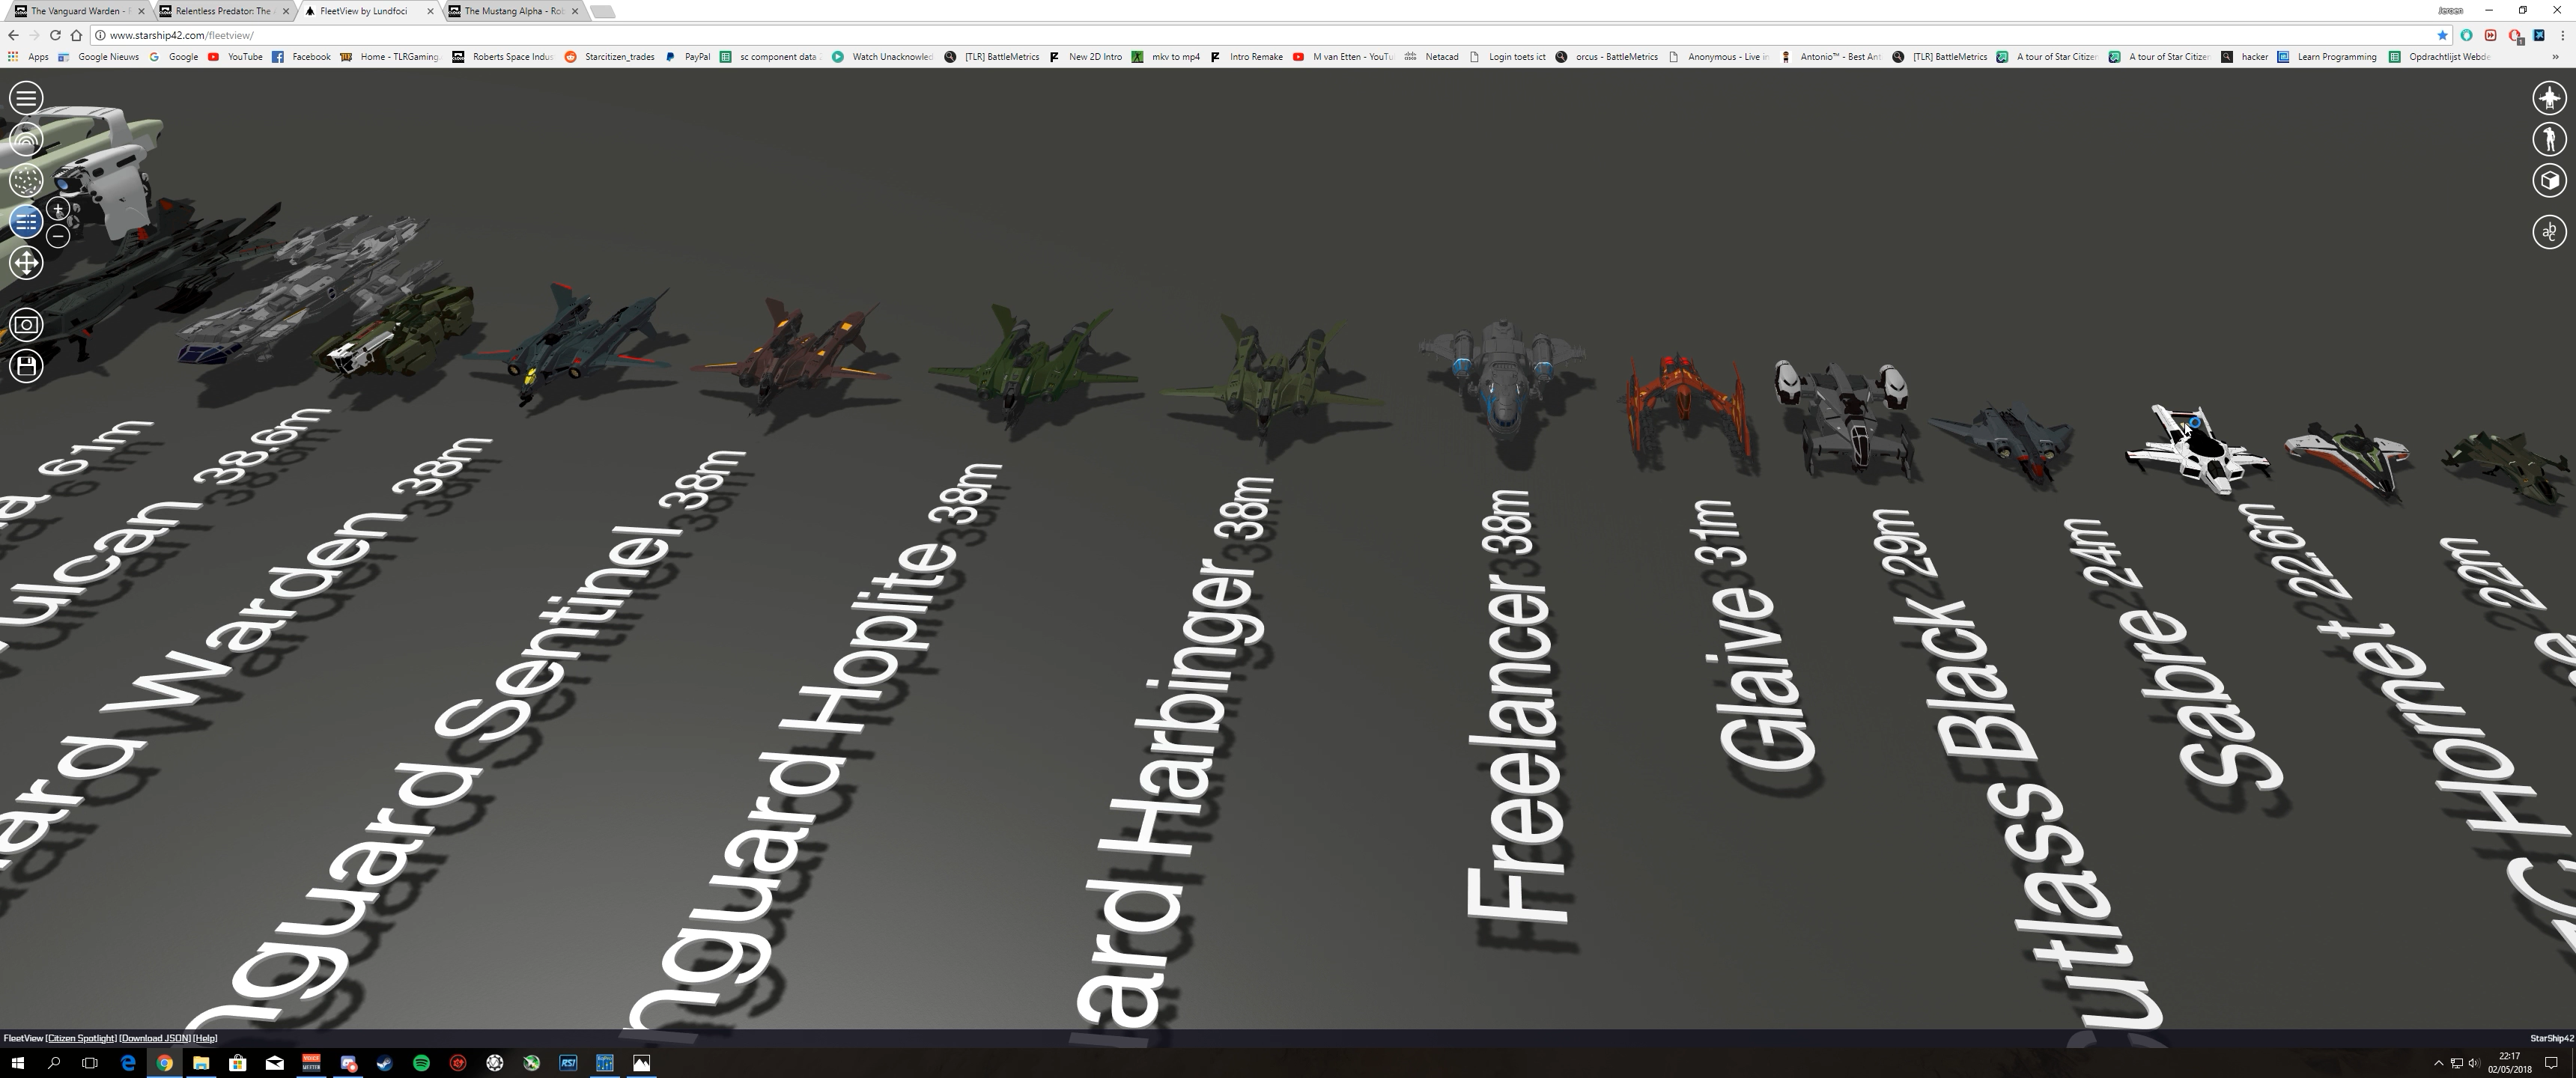 The Vanguard Warden - R
Relentless Predator: The A
FleetView by Lundfoci
The Mustang Alpha - Rob
Jeroen
www.starship42.com/fleetview/
Apps
Google Nieuws
Google
YouTube
Facebook
Home - TLRGaming
Roberts Space Indus
Starcitizen_trades
PayPal
sc component data
Watch Unacknowled
[TLR] BattleMetrics
New 2D Intro
mkv to mp4
Intro Remake
M van Etten - YouTu
Netacad
Login toets ict
orcus - BattleMetrics
Anonymous - Live in
Antonio™ - Best Ant
[TLR] BattleMetrics
A tour of Star Citizen
A tour of Star Citizen
hacker
Learn Programming
Opdrachtlijst Webde
»
abc
a 61m
ulcan 38.6m
ard Warden 38m
nguard Sentinel 38m
nguard Hoplite 38m
ard Harbinger 38m
Freelancer 38m
Glaive 31m
utlass Black 29m
Sabre 24m
Hornet 22.6m
e 22m
FleetView [Citizen Spotlight] [Download JSON] [Help]
StarShip42
RSI
22:17
02/05/2018